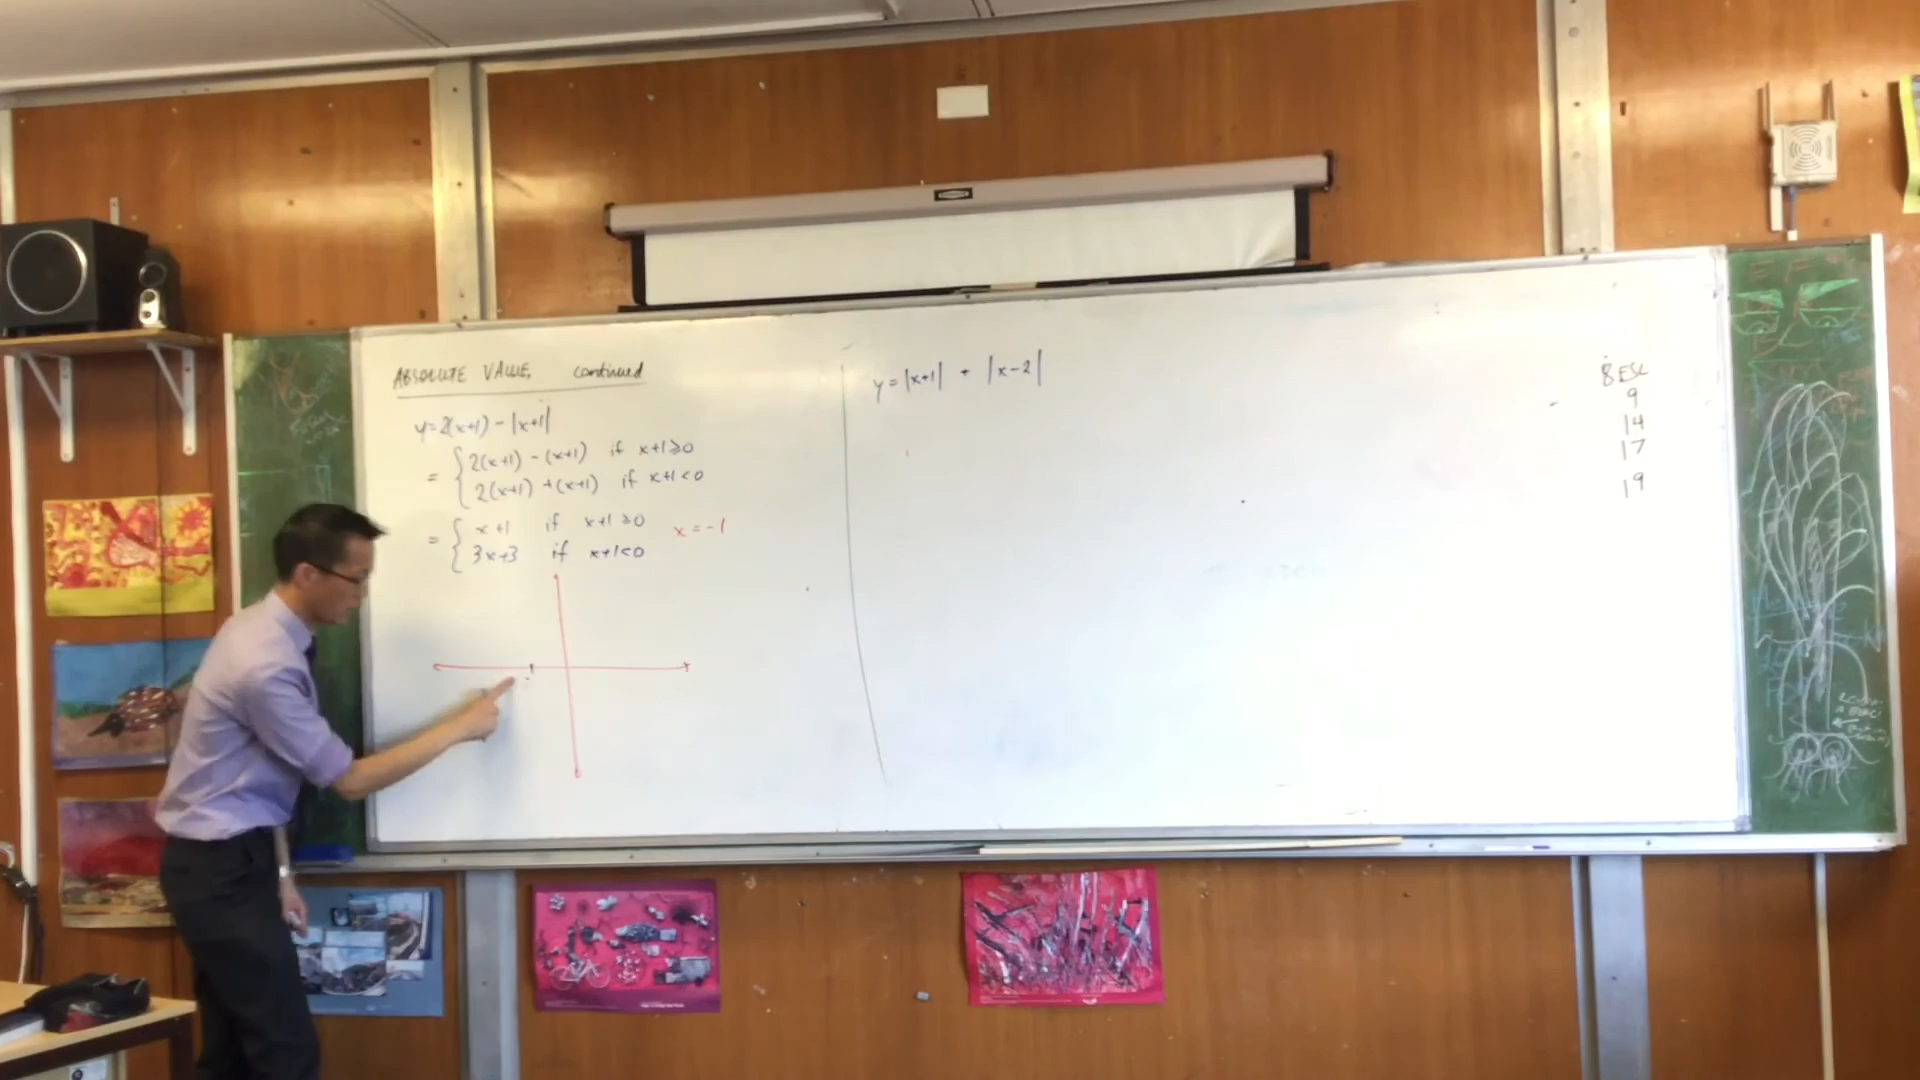 ABSOLUTE VALUE, continued
y=2(x+1) - |x+1|
= { 2(x+1) - (x+1) if x+1≥0
2(x+1) +(x+1) if x+1<0
= { x+1 if x+1≥0
3x+3 if x+1<0
x = -1
y = |x+1| + |x-2|
8ESL
9
14
17
19